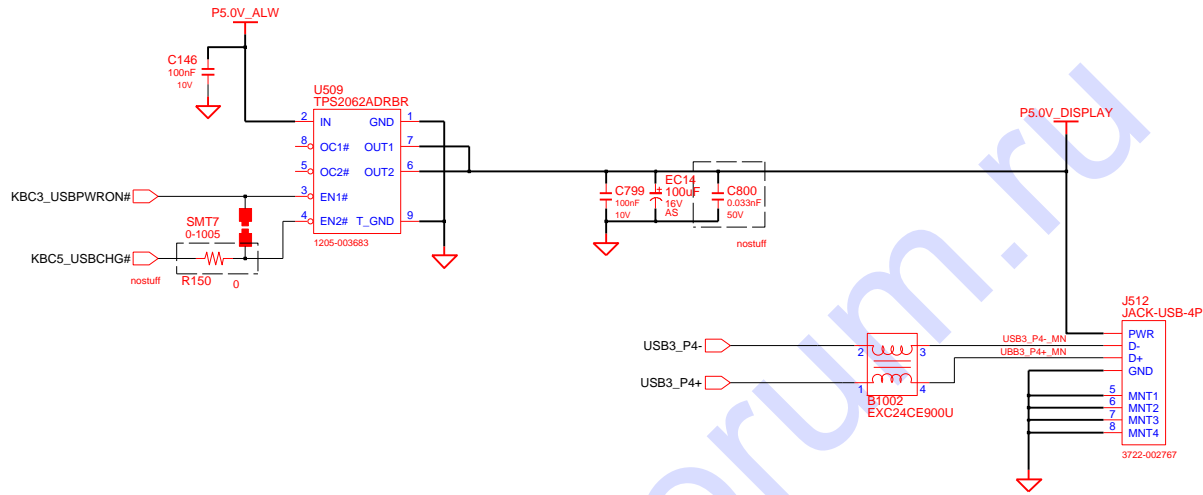 P5.0V_ALW
C146
100nF
10V
U509
TPS2062ADRBR
2 IN GND 1
8 OC1# OUT1 7
5 OC2# OUT2 6
3 EN1#
4 EN2# T_GND 9
1205-003683
KBC3_USBPWRON#
SMT7
0-1005
KBC5_USBCHG#
nostuff
R150
0
C799
100nF
10V
EC14
100uF
16V
AS
C800
0.033nF
50V
nostuff
P5.0V_DISPLAY
J512
JACK-USB-4P
PWR
D-
D+
GND
5 MNT1
6 MNT2
7 MNT3
8 MNT4
3722-002767
USB3_P4-
USB3_P4+
2 3
1 4
B1002
EXC24CE900U
USB3_P4-_MN
UBB3_P4+_MN
orum.ru